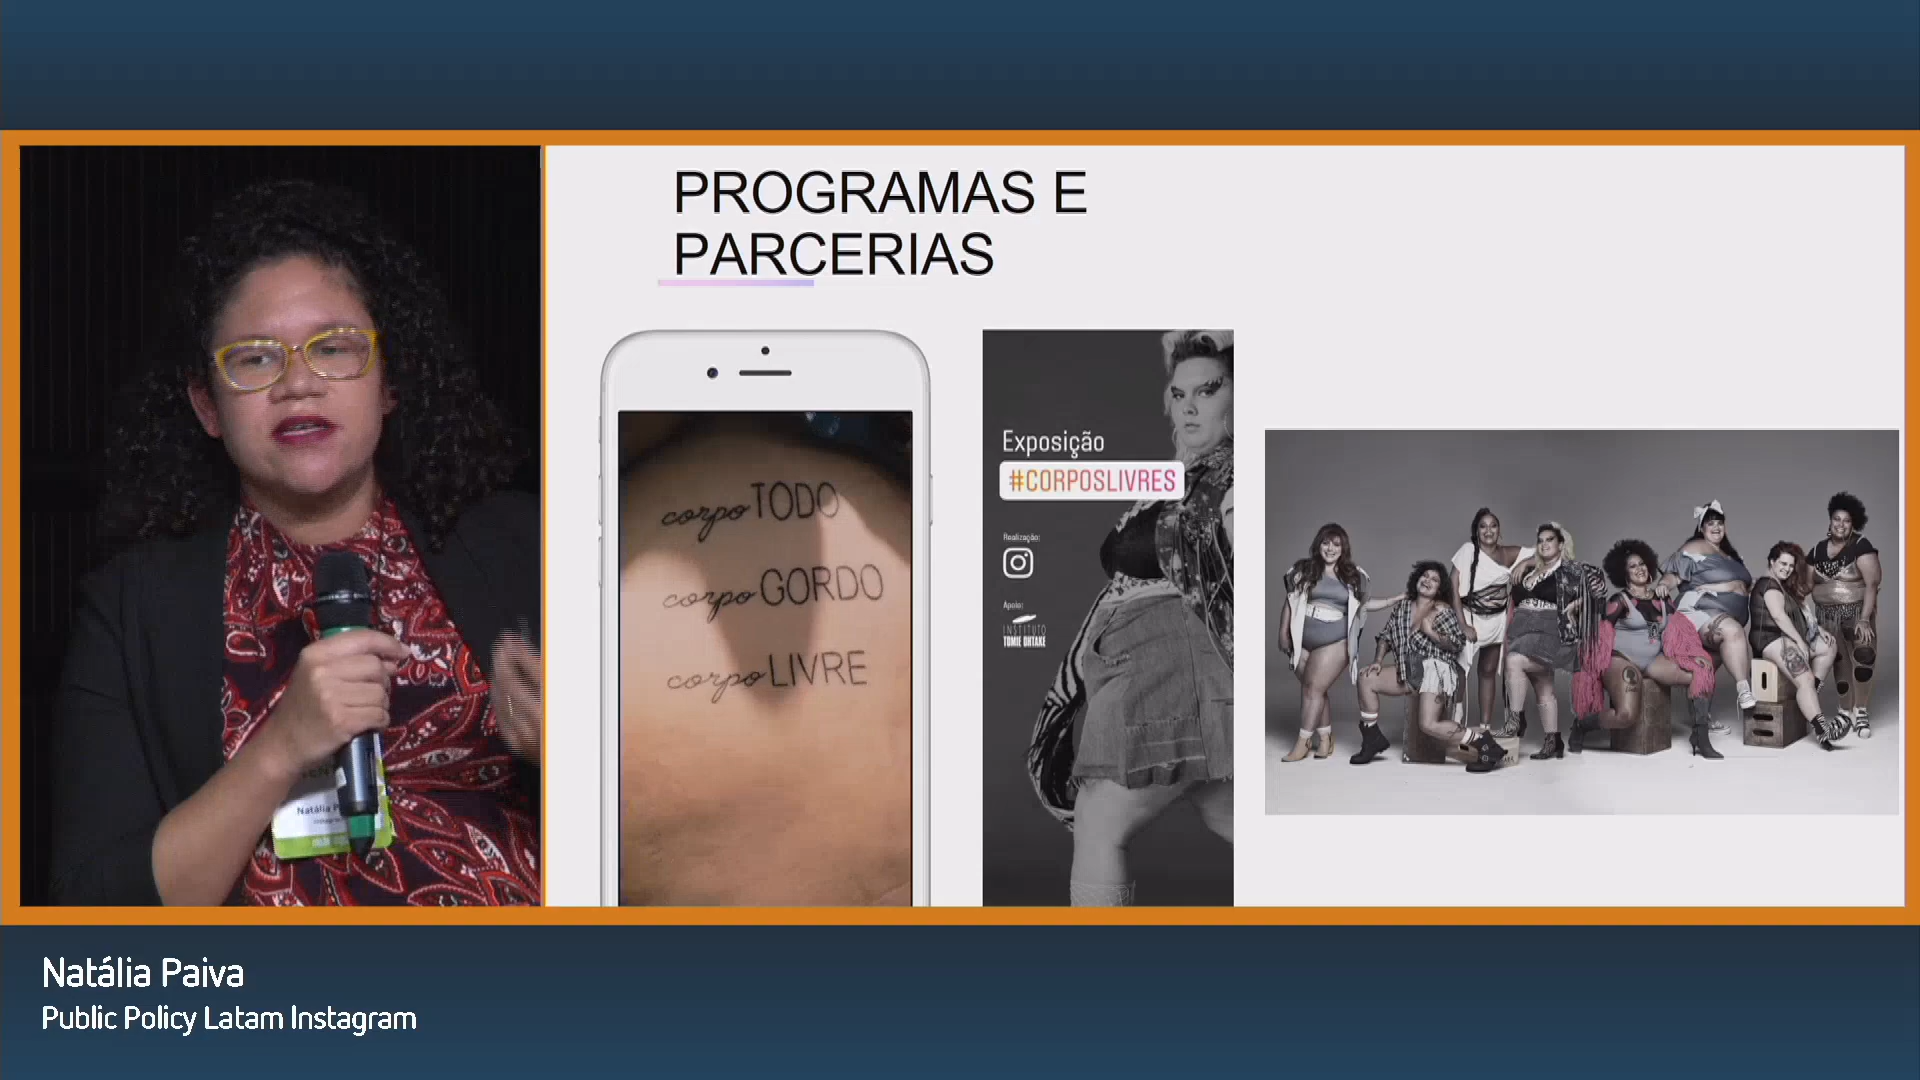 PROGRAMAS E
PARCERIAS
corpo TODO
corpo GORDO
corpo LIVRE
Exposição
#CORPOSLIVRES
Realização:
Apoio:
INSTITUTO
TOMIE OHTAKE
Natália
Natália Paiva
Public Policy Latam Instagram